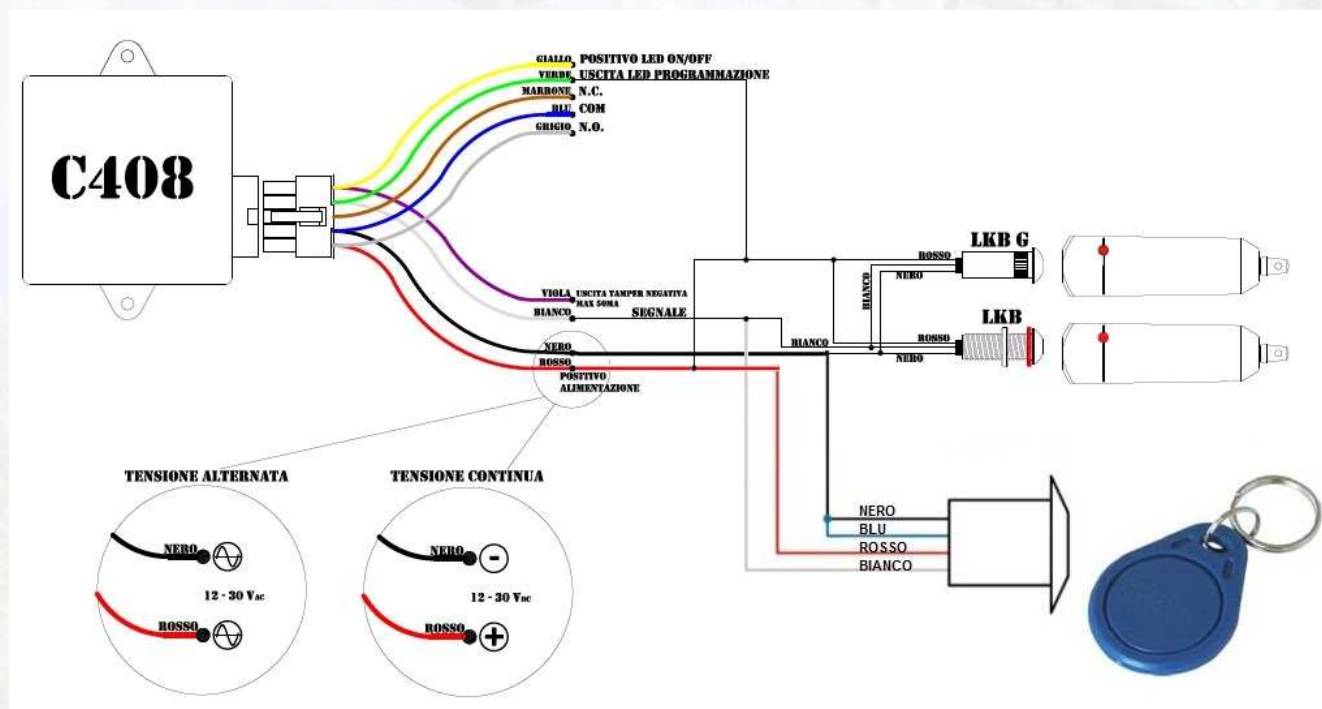 C408
GIALLO POSITIVO LED ON/OFF
VERDE USCITA LED PROGRAMMAZIONE
MARRONE N.C.
BLU COM
GRIGIO N.O.
VIOLA USCITA TAMPER NEGATIVA
MAX 50MA
BIANCO SEGNALE
NERO
ROSSO
POSITIVO
ALIMENTAZIONE
LKB G
ROSSO
NERO
BIANCO
LKB
BIANCO
ROSSO
NERO
TENSIONE ALTERNATA
NERO
12 - 30 VAC
ROSSO
TENSIONE CONTINUA
NERO -
12 - 30 VDC
ROSSO +
NERO
BLU
ROSSO
BIANCO